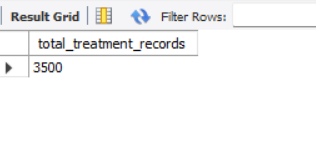 Result Grid Filter Rows:
total_treatment_records
3500